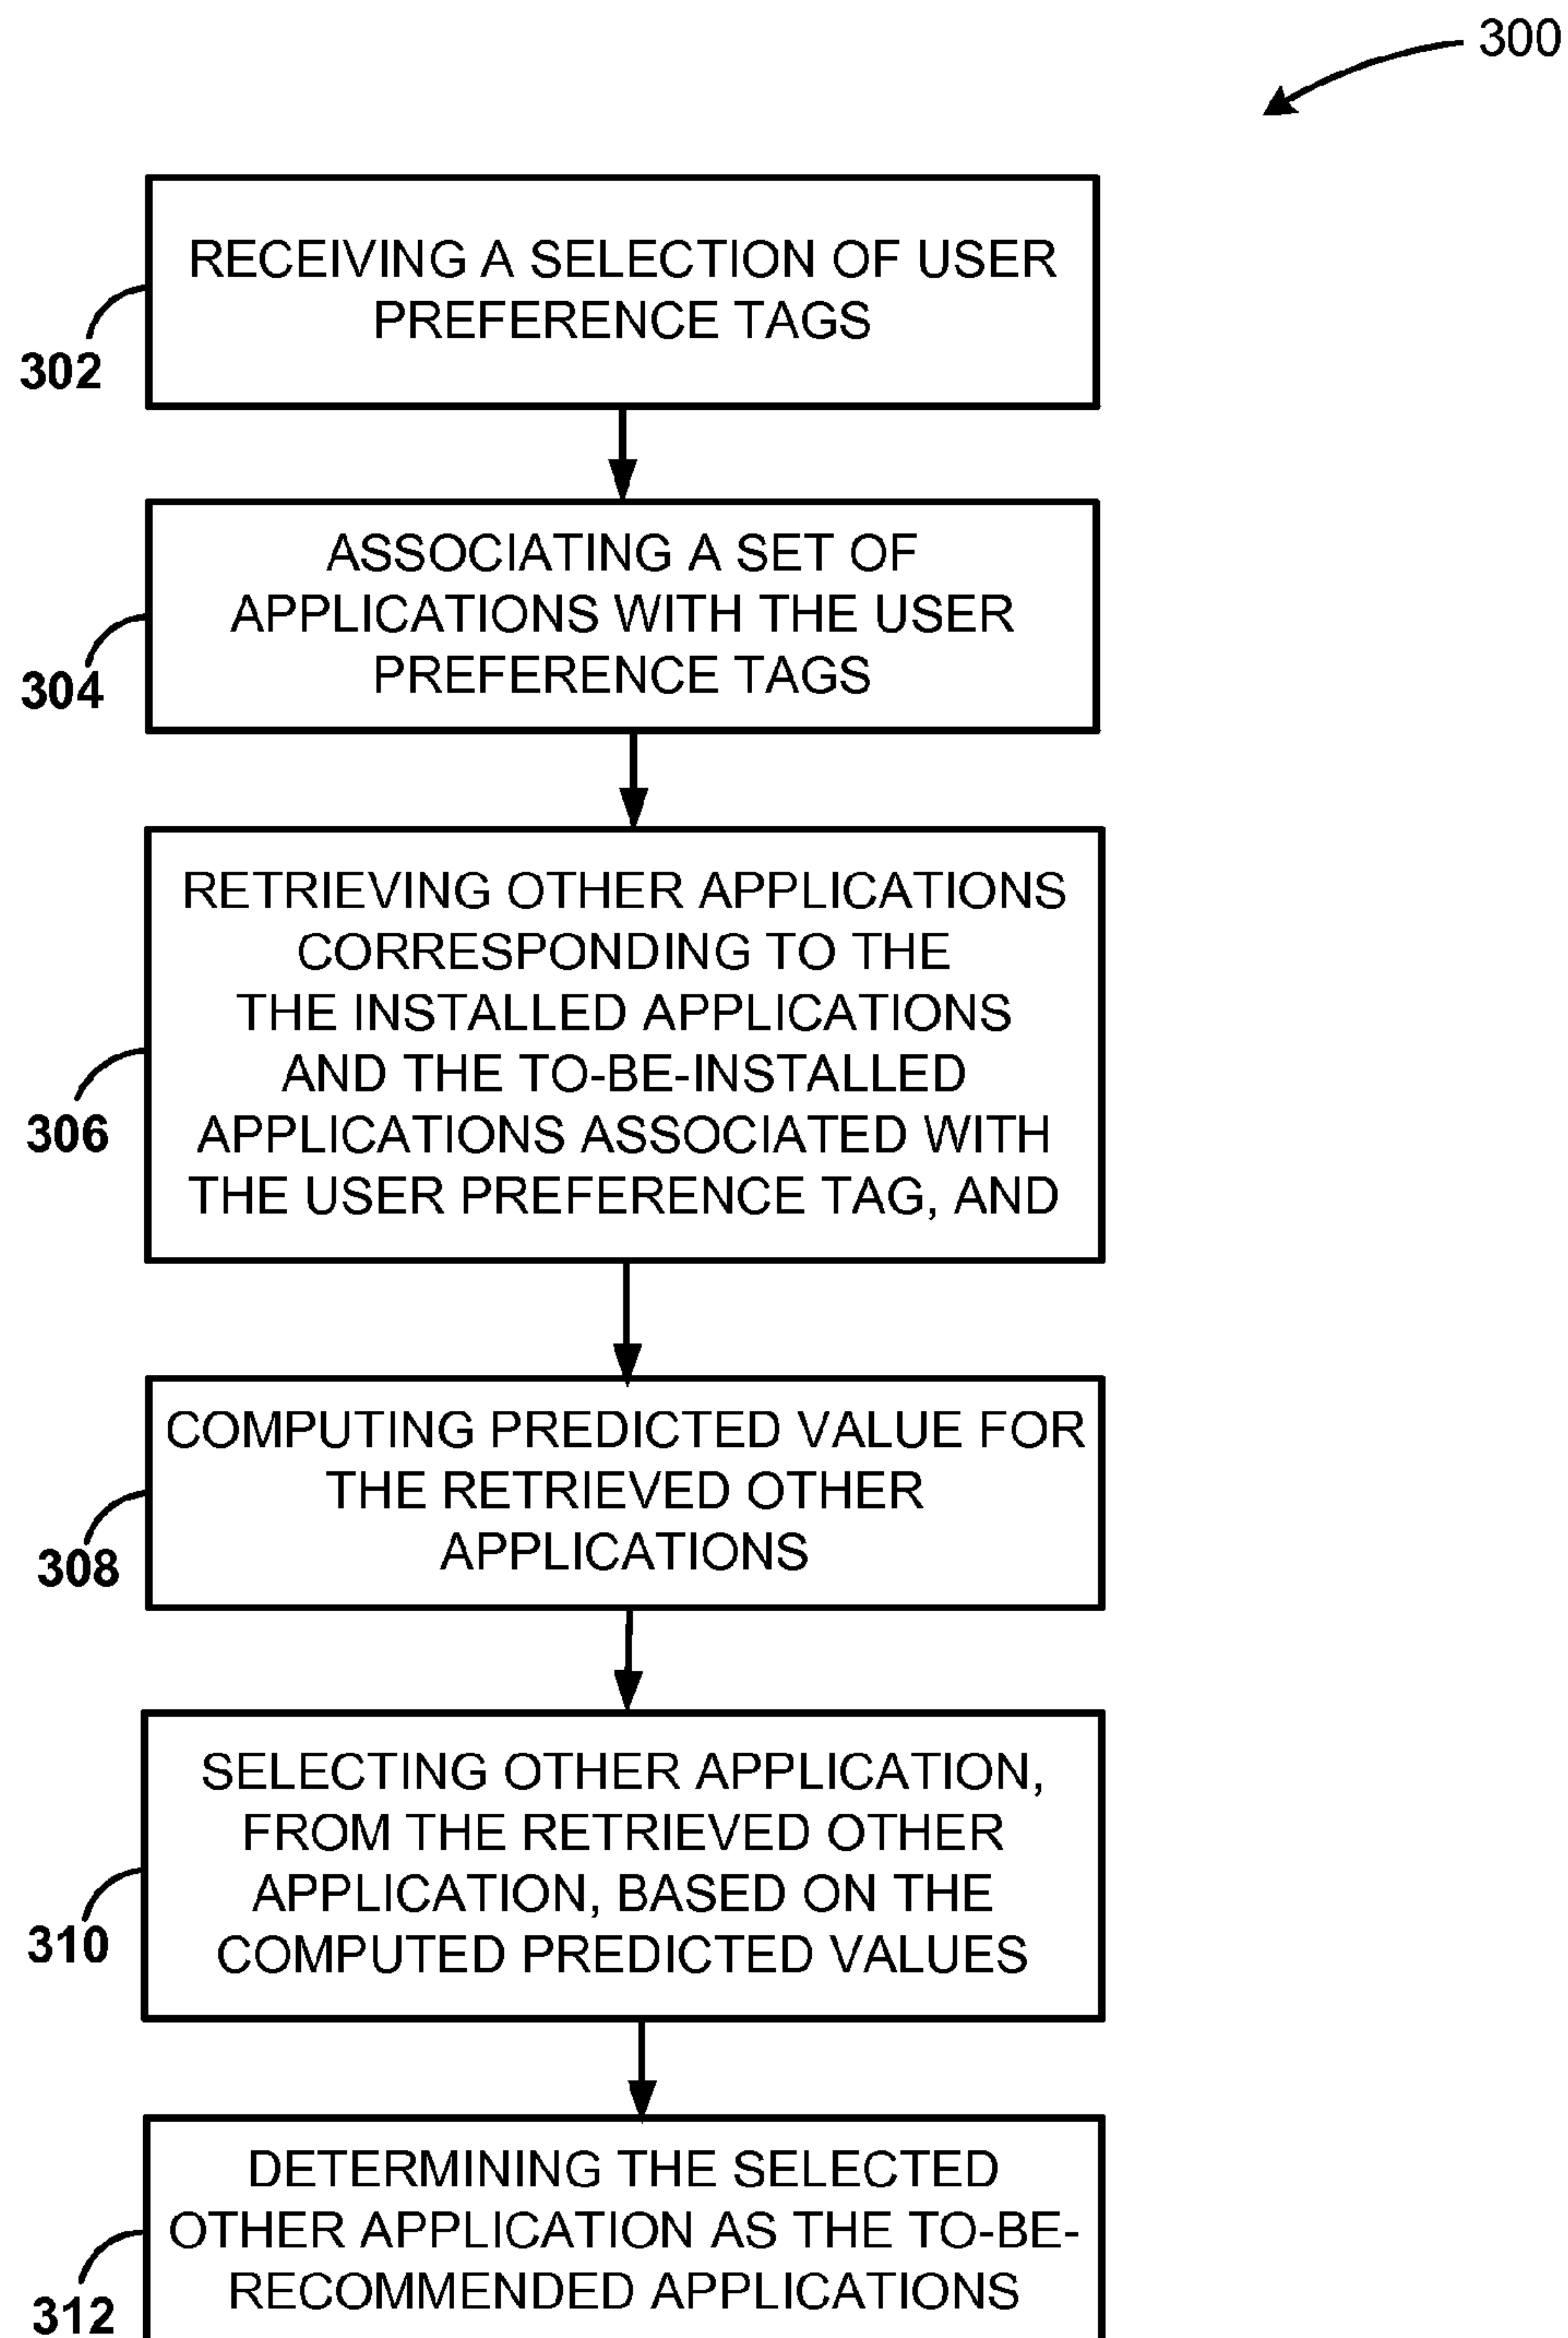 300
RECEIVING A SELECTION OF USER
PREFERENCE TAGS
302
ASSOCIATING A SET OF
APPLICATIONS WITH THE USER
PREFERENCE TAGS
304
RETRIEVING OTHER APPLICATIONS
CORRESPONDING TO THE
THE INSTALLED APPLICATIONS
AND THE TO-BE-INSTALLED
APPLICATIONS ASSOCIATED WITH
THE USER PREFERENCE TAG, AND
306
COMPUTING PREDICTED VALUE FOR
THE RETRIEVED OTHER
APPLICATIONS
308
SELECTING OTHER APPLICATION,
FROM THE RETRIEVED OTHER
APPLICATION, BASED ON THE
COMPUTED PREDICTED VALUES
310
DETERMINING THE SELECTED
OTHER APPLICATION AS THE TO-BE-
RECOMMENDED APPLICATIONS
312